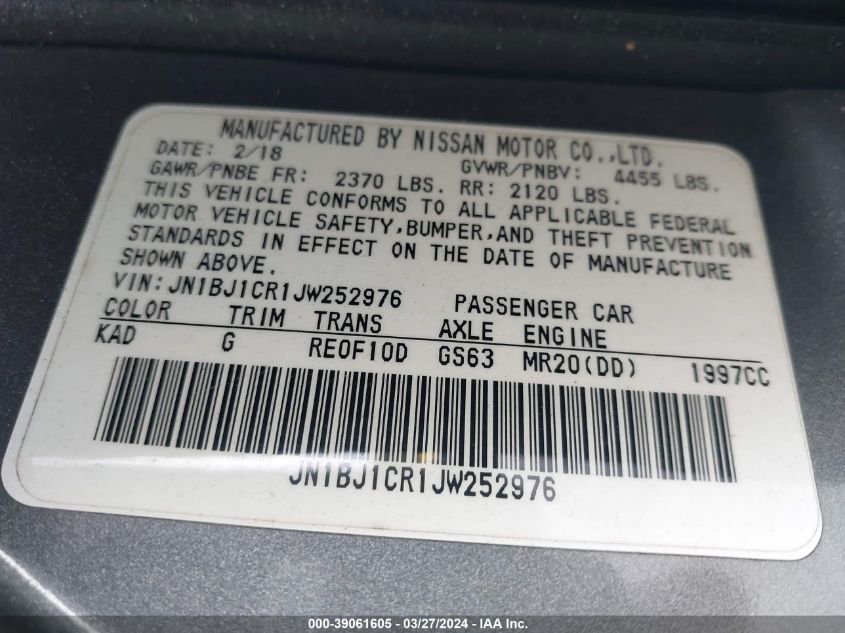 MANUFACTURED BY NISSAN MOTOR CO.,LTD.
DATE: 2/18 GVWR/PNBV: 4455 LBS.
GAWR/PNBE FR: 2370 LBS. RR: 2120 LBS.
THIS VEHICLE CONFORMS TO ALL APPLICABLE FEDERAL
MOTOR VEHICLE SAFETY,BUMPER,AND THEFT PREVENTION
STANDARDS IN EFFECT ON THE DATE OF MANUFACTURE
SHOWN ABOVE.
VIN:JN1BJ1CR1JW252976 PASSENGER CAR
COLOR TRIM TRANS AXLE ENGINE
KAD G RE0F10D GS63 MR20(DD) 1997CC
JN1BJ1CR1JW252976
000-39061605 - 03/27/2024 - IAA Inc.